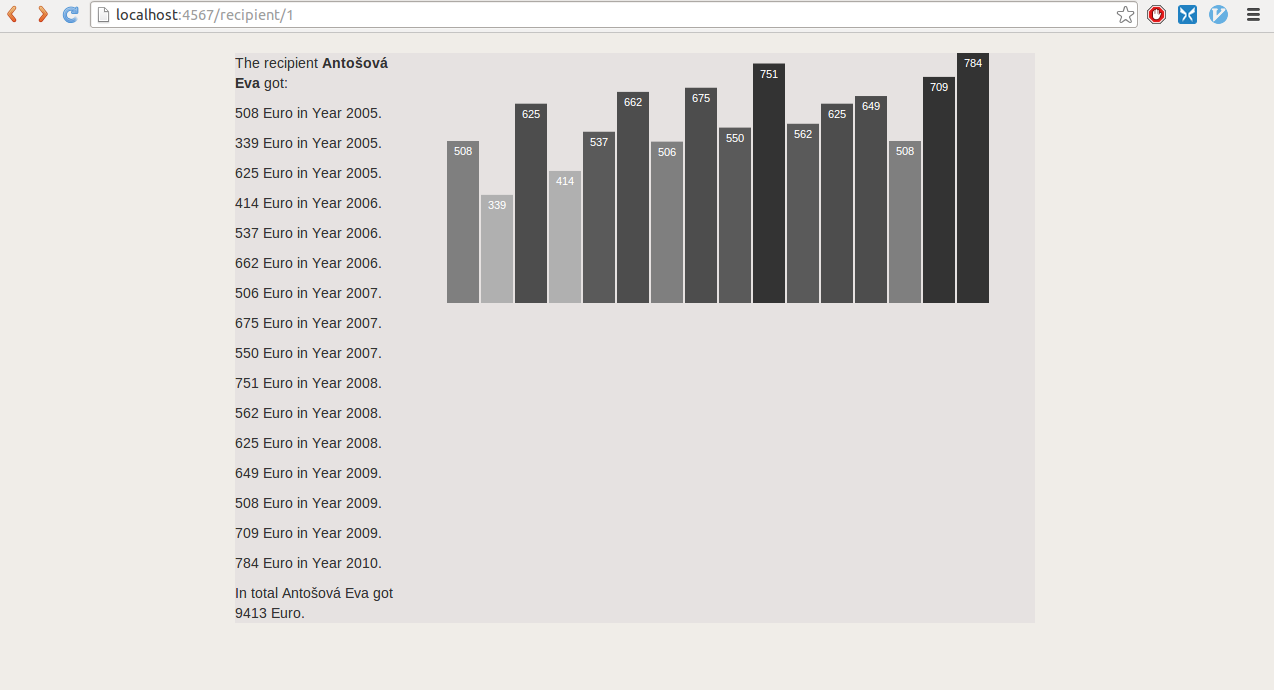 localhost:4567/recipient/1
The recipient Antošová
Eva got:
508 Euro in Year 2005.
339 Euro in Year 2005.
625 Euro in Year 2005.
414 Euro in Year 2006.
537 Euro in Year 2006.
662 Euro in Year 2006.
506 Euro in Year 2007.
675 Euro in Year 2007.
550 Euro in Year 2007.
751 Euro in Year 2008.
562 Euro in Year 2008.
625 Euro in Year 2008.
649 Euro in Year 2009.
508 Euro in Year 2009.
709 Euro in Year 2009.
784 Euro in Year 2010.
In total Antošová Eva got
9413 Euro.
508
339
625
414
537
662
506
675
550
751
562
625
649
508
709
784